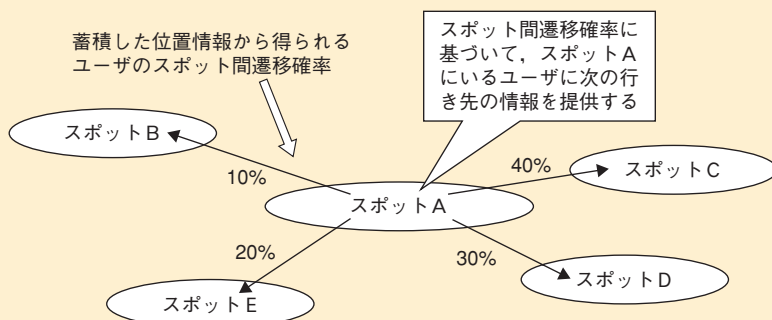 蓄積した位置情報から得られる
ユーザのスポット間遷移確率
スポット間遷移確率に
基づいて，スポットA
にいるユーザに次の行
き先の情報を提供する
スポットB
10%
スポットA
40%
スポットC
20%
30%
スポットD
スポットE